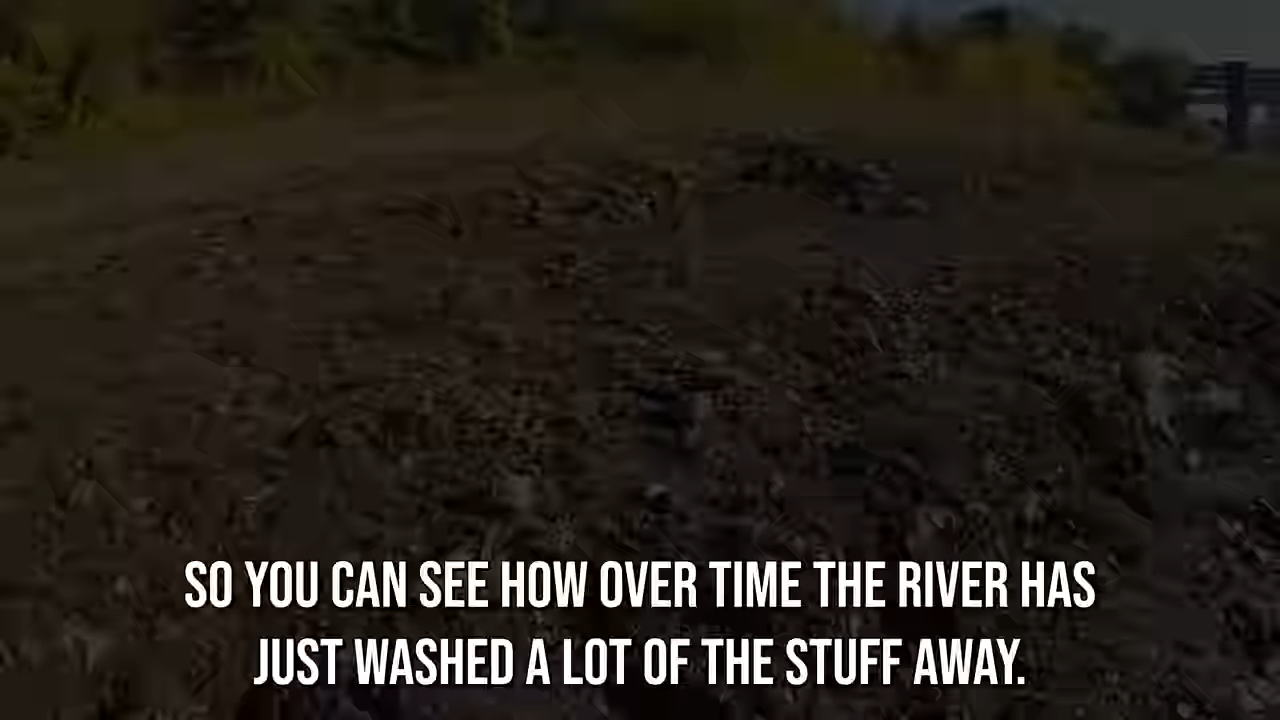 SO YOU CAN SEE HOW OVER TIME THE RIVER HAS
JUST WASHED A LOT OF THE STUFF AWAY.